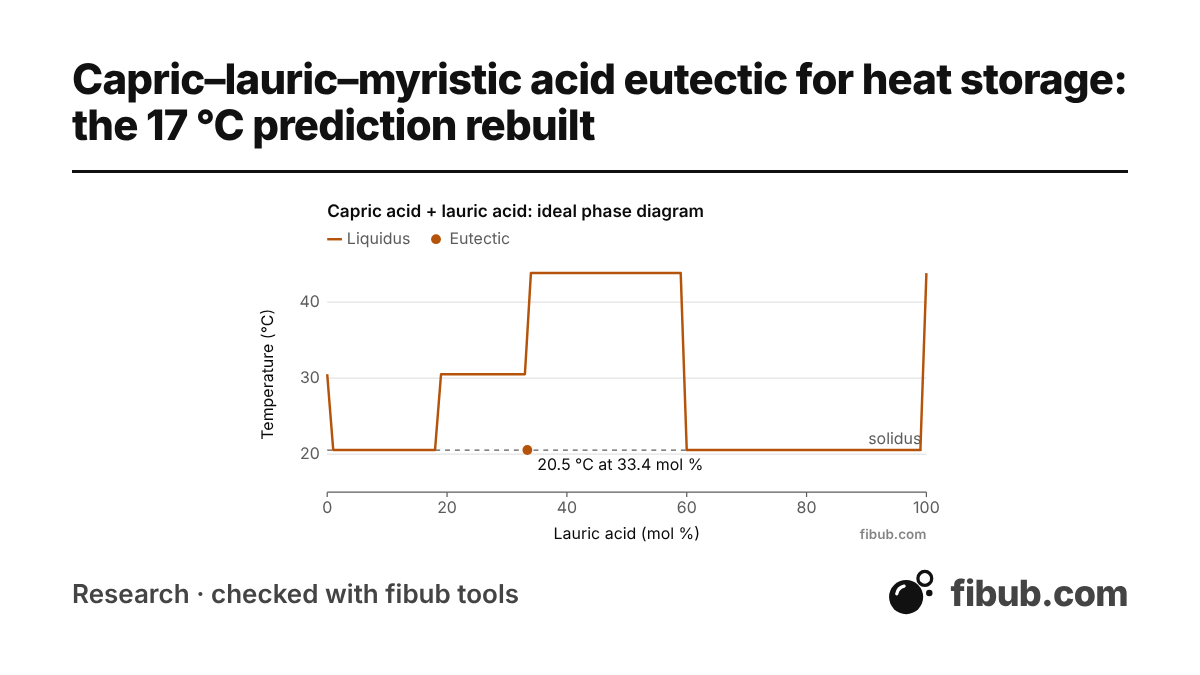 Capric–lauric–myristic acid eutectic for heat storage:
the 17 °C prediction rebuilt
Capric acid + lauric acid: ideal phase diagram
Liquidus
Eutectic
Temperature (°C)
40
30
20
solidus
20.5 °C at 33.4 mol %
0 20 40 60 80 100
Lauric acid (mol %)
fibub.com
Research · checked with fibub tools
fibub.com